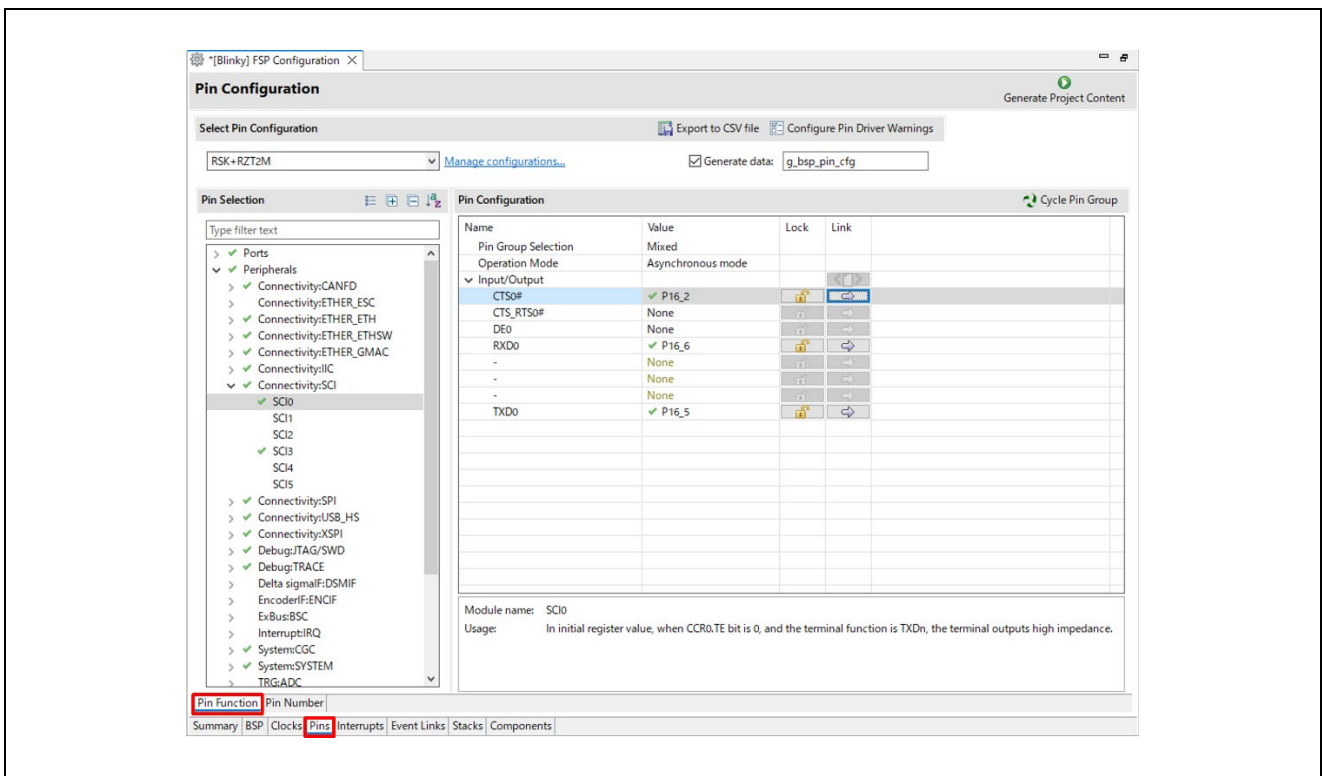 *[Blinky] FSP Configuration
Pin Configuration
Generate Project Content
Select Pin Configuration
Export to CSV file
Configure Pin Driver Warnings
RSK+RZT2M
Manage configurations...
Generate data:
g_bsp_pin_cfg
Pin Selection
Type filter text
Ports
Peripherals
Connectivity:CANFD
Connectivity:ETHER_ESC
Connectivity:ETHER_ETH
Connectivity:ETHER_ETHSW
Connectivity:ETHER_GMAC
Connectivity:IIC
Connectivity:SCI
SCI0
SCI1
SCI2
SCI3
SCI4
SCI5
Connectivity:SPI
Connectivity:USB_HS
Connectivity:XSPI
Debug:JTAG/SWD
Debug:TRACE
Delta sigmaIF:DSMIF
EncoderIF:ENCIF
ExBus:BSC
Interrupt:IRQ
System:CGC
System:SYSTEM
TRG:ADC
Pin Configuration
Cycle Pin Group
Name Value Lock Link
Pin Group Selection Mixed
Operation Mode Asynchronous mode
Input/Output
CTS0# P16_2
CTS_RTS0# None
DE0 None
RXD0 P16_6
- None
- None
- None
TXD0 P16_5
Module name: SCI0
Usage: In initial register value, when CCR0.TE bit is 0, and the terminal function is TXDn, the terminal outputs high impedance.
Pin Function Pin Number
Summary BSP Clocks Pins Interrupts Event Links Stacks Components